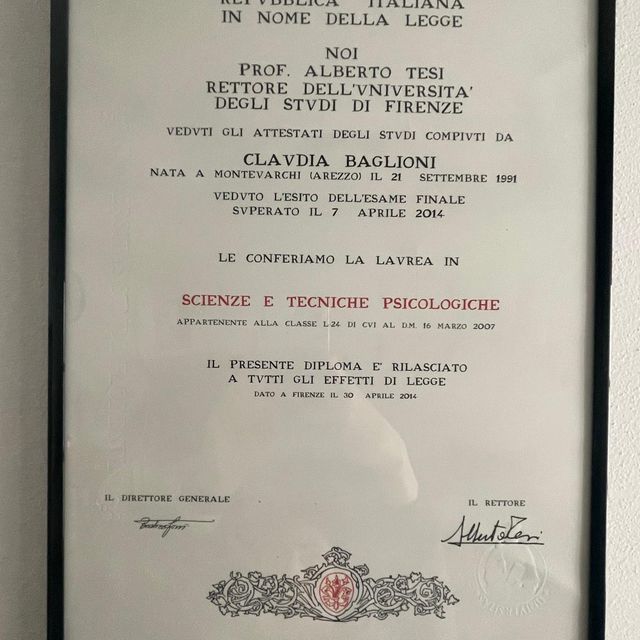 REPVBBLICA ITALIANA
IN NOME DELLA LEGGE
NOI
PROF. ALBERTO TESI
RETTORE DELL'VNIVERSITA'
DEGLI STVDI DI FIRENZE
VEDVTI GLI ATTESTATI DEGLI STVDI COMPIVTI DA
CLAVDIA BAGLIONI
NATA A MONTEVARCHI (AREZZO) IL 21 SETTEMBRE 1991
VEDVTO L'ESITO DELL'ESAME FINALE
SVPERATO IL 7 APRILE 2014
LE CONFERIAMO LA LAVREA IN
SCIENZE E TECNICHE PSICOLOGICHE
APPARTENENTE ALLA CLASSE L24 DI CVI AL D.M. 16 MARZO 2007
IL PRESENTE DIPLOMA E' RILASCIATO
A TVTTI GLI EFFETTI DI LEGGE
DATO A FIRENZE IL 30 APRILE 2014
IL DIRETTORE GENERALE
IL RETTORE
Alberto Tesi